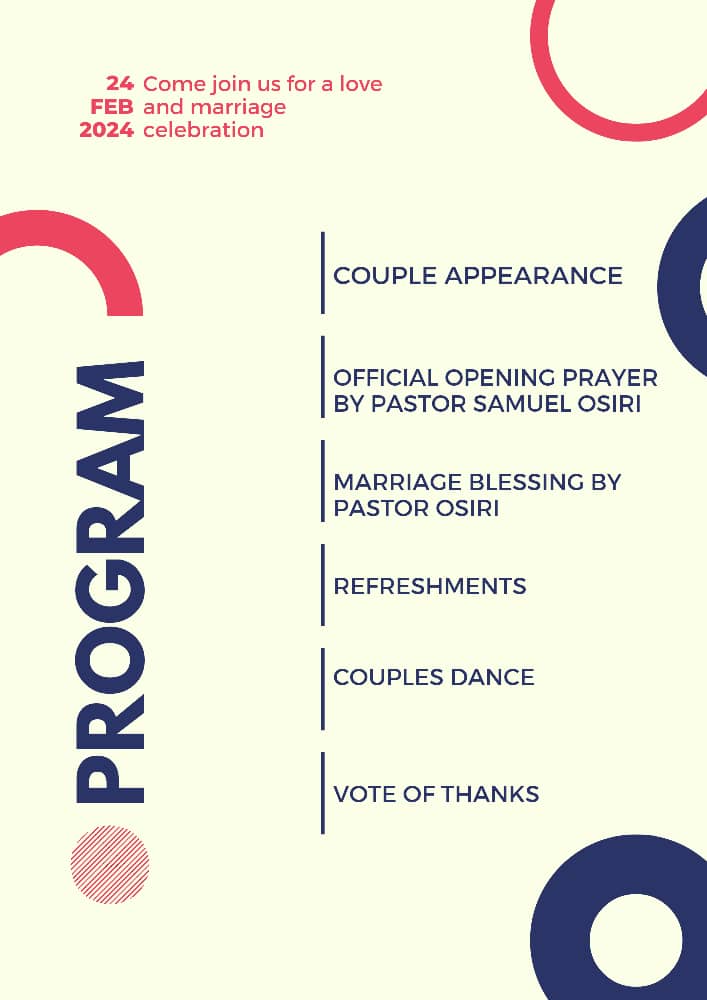 24 Come join us for a love
FEB and marriage
2024 celebration
PROGRAM
COUPLE APPEARANCE
OFFICIAL OPENING PRAYER
BY PASTOR SAMUEL OSIRI
MARRIAGE BLESSING BY
PASTOR OSIRI
REFRESHMENTS
COUPLES DANCE
VOTE OF THANKS